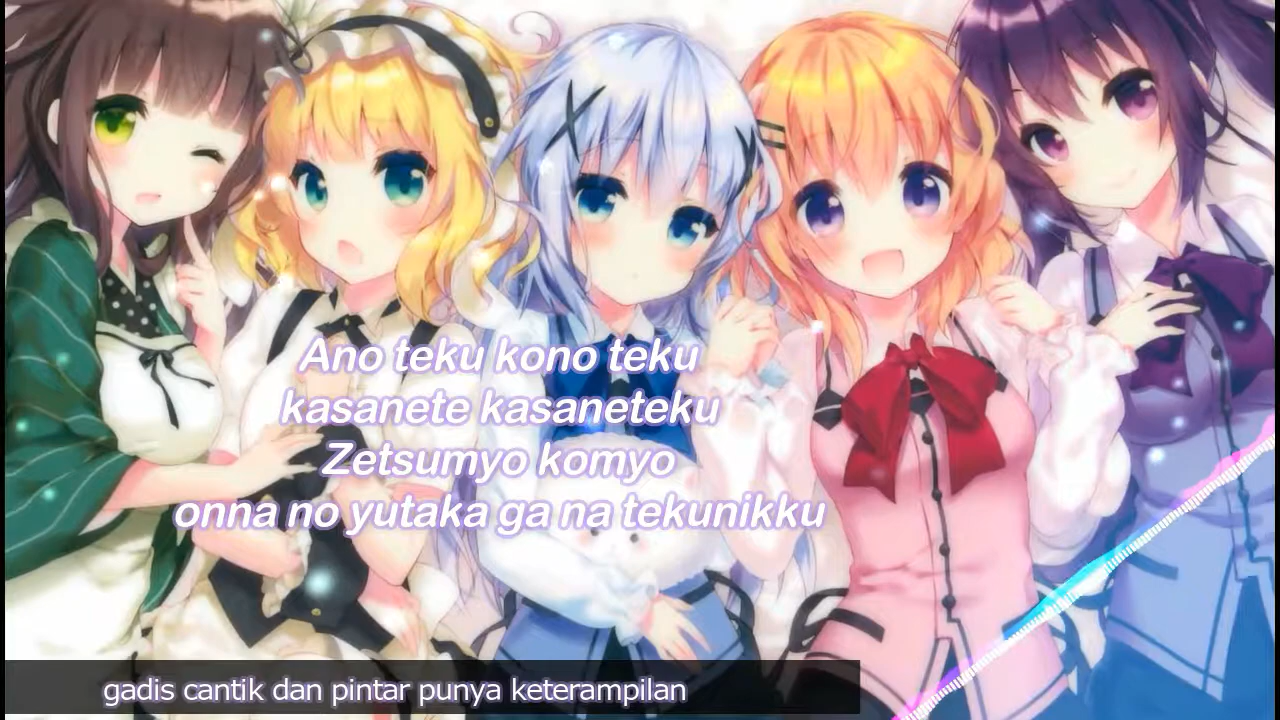 Ano teku kono teku
kasanete kasaneteku
Zetsumyo komyo
onna no yutaka ga na tekunikku
gadis cantik dan pintar punya keterampilan